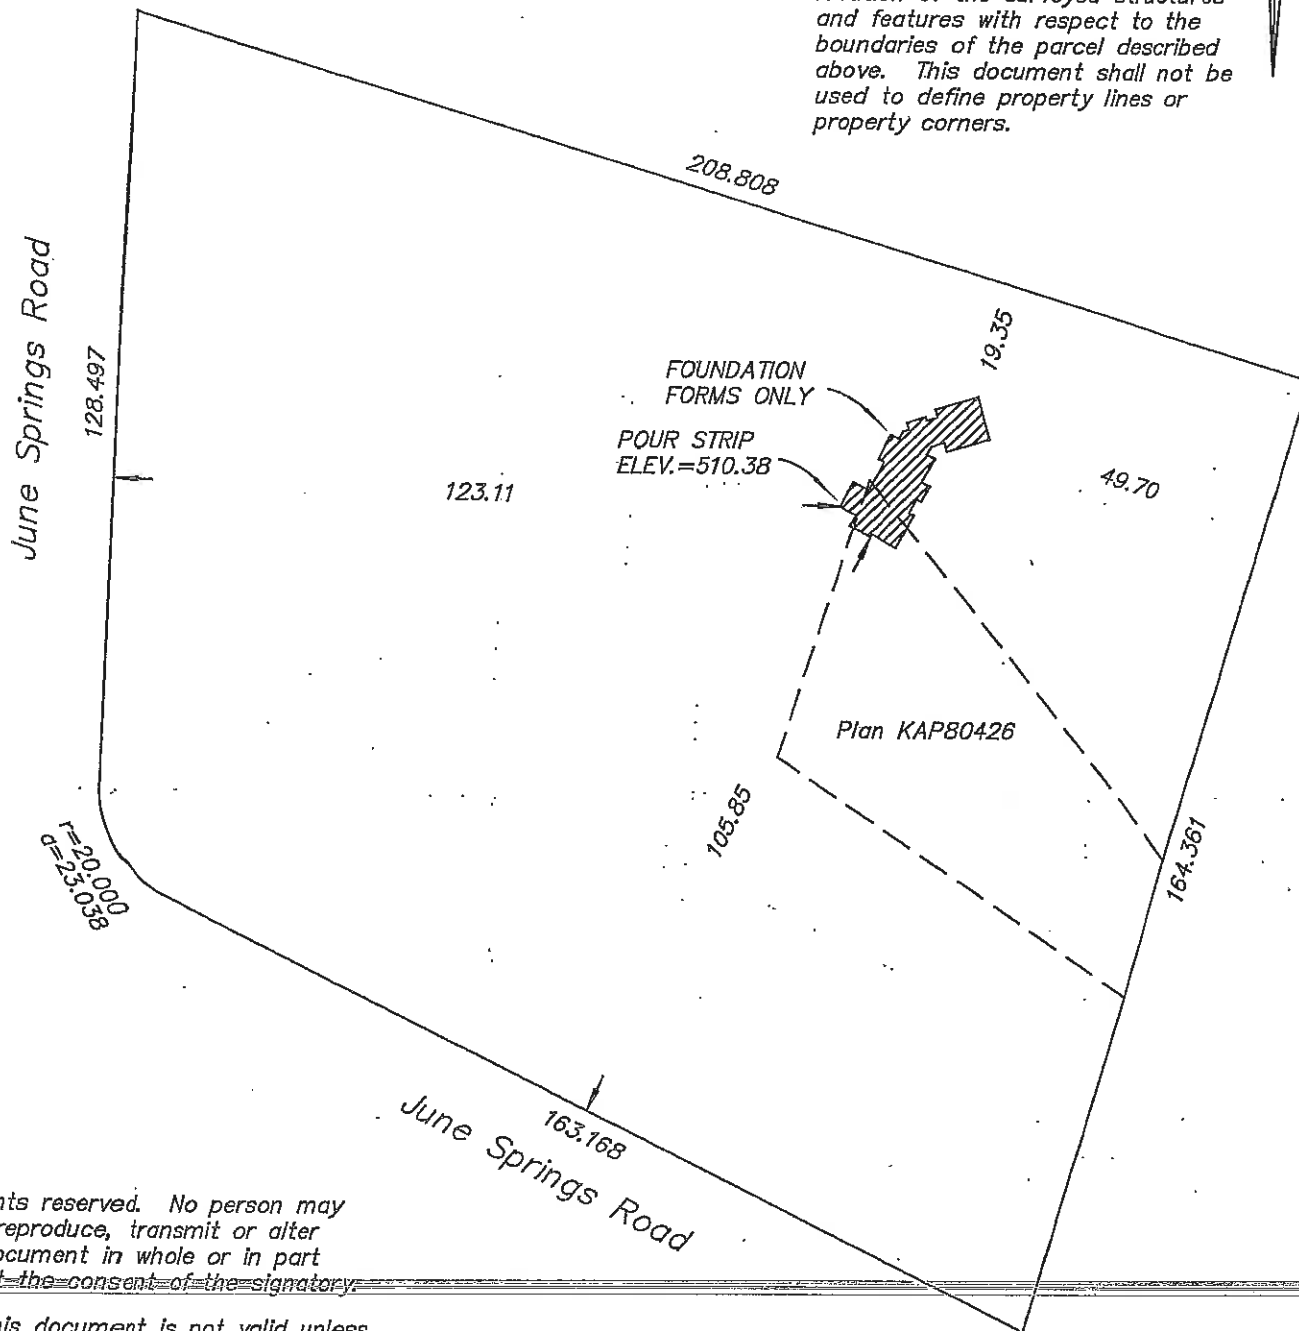 and features with respect to the
boundaries of the parcel described
above. This document shall not be
used to define property lines or
property corners.
208.808
June Springs Road
128.497
19.35
FOUNDATION
FORMS ONLY
POUR STRIP
ELEV.=510.38
123.11
49.70
Plan KAP80426
105.85
164.361
r=20.000
a=23.038
163.168
June Springs Road
nts reserved. No person may
reproduce, transmit or alter
ocument in whole or in part
t the consent of the signatory.
his document is not valid unless